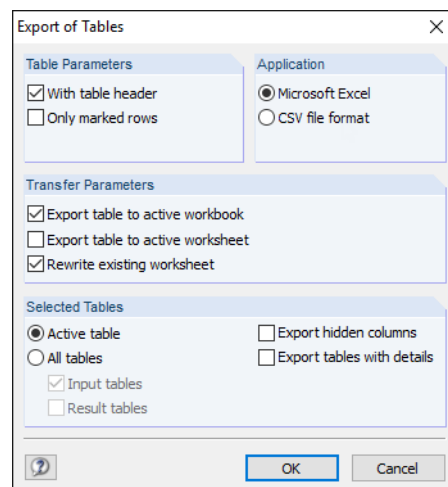 Export of Tables
Table Parameters
With table header
Only marked rows
Application
Microsoft Excel
CSV file format
Transfer Parameters
Export table to active workbook
Export table to active worksheet
Rewrite existing worksheet
Selected Tables
Active table
All tables
Input tables
Result tables
Export hidden columns
Export tables with details
OK
Cancel